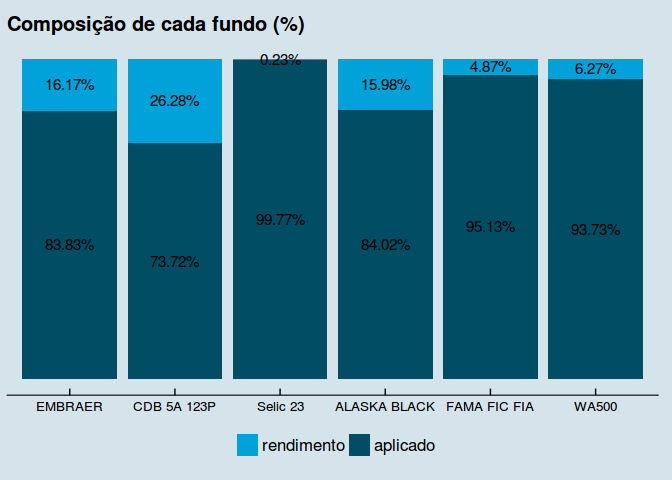 Composição de cada fundo (%)
16.17% 26.28% 0.23% 15.98% 4.87% 6.27%
83.83% 73.72% 99.77% 84.02% 95.13% 93.73%
EMBRAER CDB 5A 123P Selic 23 ALASKA BLACK FAMA FIC FIA WA500
rendimento aplicado